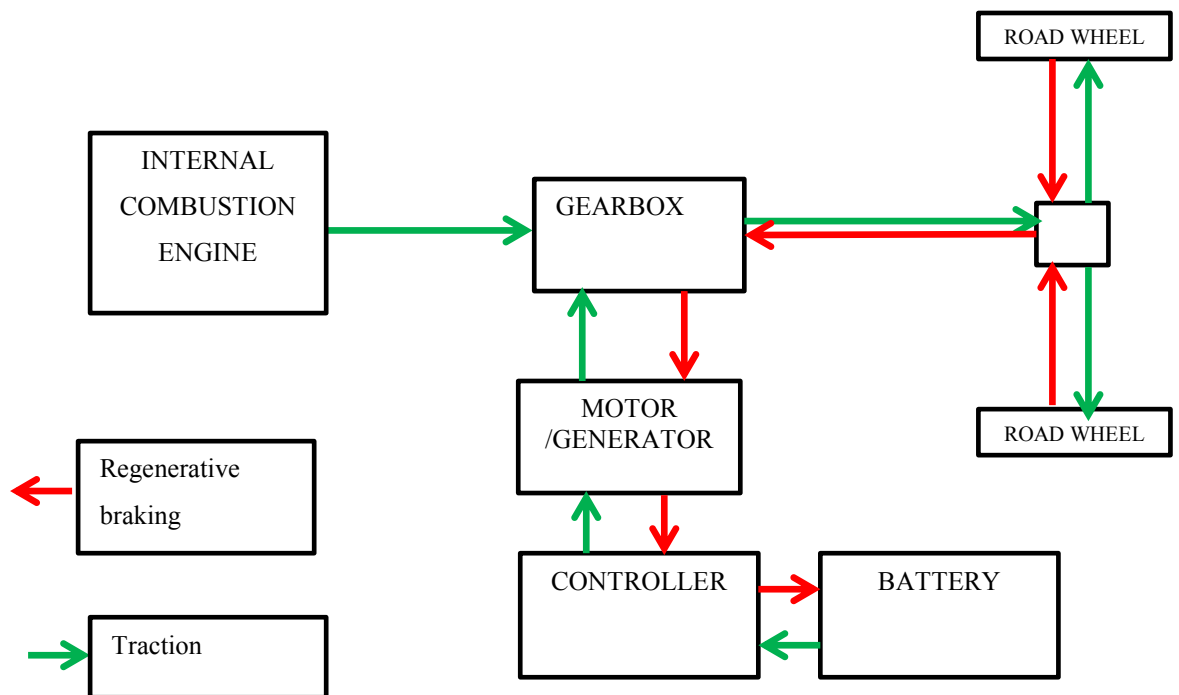 ROAD WHEEL
INTERNAL
COMBUSTION
ENGINE
GEARBOX
MOTOR
/GENERATOR
ROAD WHEEL
Regenerative
braking
CONTROLLER
BATTERY
Traction